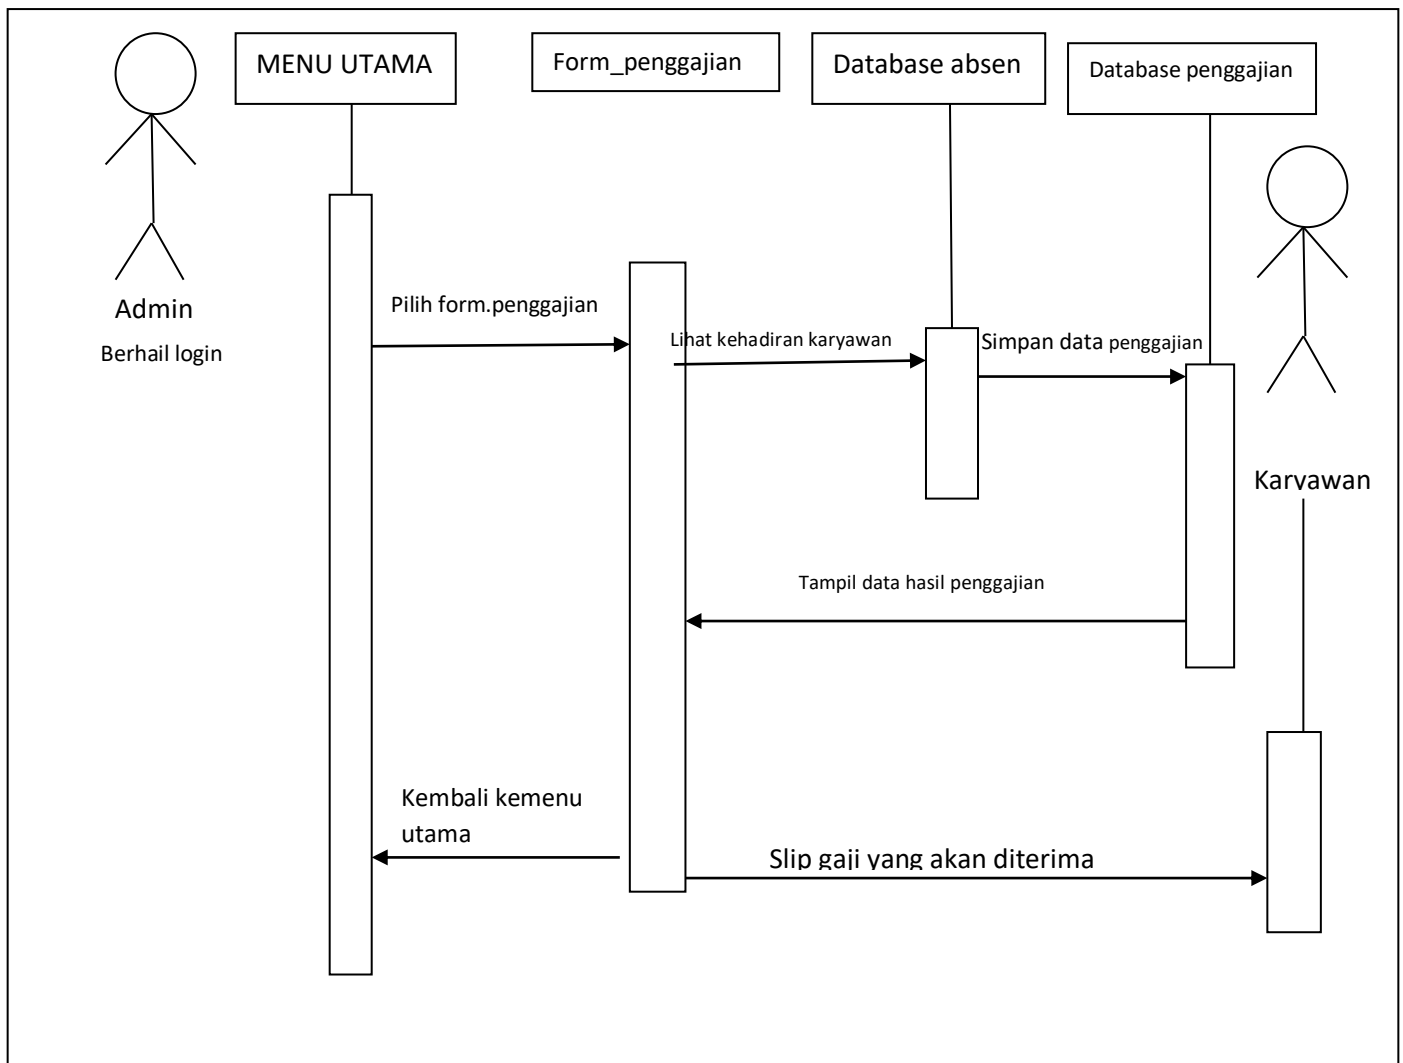 MENU UTAMA
Form_penggajian
Database absen
Database penggajian
Admin
Berhail login
Pilih form.penggajian
Lihat kehadiran karyawan
Simpan data penggajian
Karyawan
Tampil data hasil penggajian
Kembali kemenu
utama
Slip gaji yang akan diterima